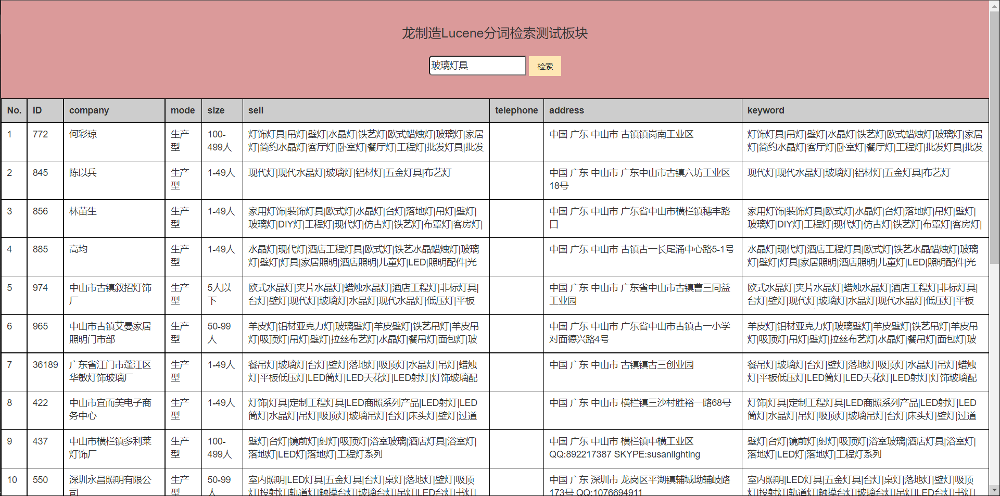 龙制造Lucene分词检索测试板块
玻璃灯具 检索
No. ID company mode size sell telephone address keyword
1 772 何彩琼 生产 100- 灯饰灯具|吊灯|壁灯|水晶灯|铁艺灯|欧式蜡烛灯|玻璃灯|家居 中国 广东 中山市 古镇镇岗南工业区 灯饰灯具|吊灯|壁灯|水晶灯|铁艺灯|欧式蜡烛灯|玻璃灯|家居
型 499人 灯|简约水晶灯|客厅灯|卧室灯|餐厅灯|工程灯|批发灯具|批发 灯|简约水晶灯|客厅灯|卧室灯|餐厅灯|工程灯|批发灯具|批发
2 845 陈以兵 生产 1-49人 现代灯|现代水晶灯|玻璃灯|铝材灯|五金灯具|布艺灯 中国 广东 中山市 广东中山市古镇六坊工业区 现代灯|现代水晶灯|玻璃灯|铝材灯|五金灯具|布艺灯
型 18号
3 856 林苗生 生产 1-49人 家用灯饰|装饰灯具|欧式灯|水晶灯|台灯|落地灯|吊灯|壁灯| 中国 广东 中山市 广东省中山市横栏镇穗丰路 家用灯饰|装饰灯具|欧式灯|水晶灯|台灯|落地灯|吊灯|壁灯|
型 玻璃灯|DIY灯|工程灯|现代灯|仿古灯|铁艺灯|布罩灯|客房灯| 口 玻璃灯|DIY灯|工程灯|现代灯|仿古灯|铁艺灯|布罩灯|客房灯|
4 885 高均 生产 1-49人 水晶灯|现代灯|酒店工程灯具|欧式灯|铁艺水晶蜡烛灯|玻璃 中国 广东 中山市 古镇古一长尾涌中心路5-1号 水晶灯|现代灯|酒店工程灯具|欧式灯|铁艺水晶蜡烛灯|玻璃
型 灯|壁灯|灯具|家居照明|酒店照明|儿童灯|LED|照明配件|光 灯|壁灯|灯具|家居照明|酒店照明|儿童灯|LED|照明配件|光
5 974 中山市古镇叙招灯饰 生产 5人以 欧式水晶灯|夹片水晶灯|蜡烛水晶灯|酒店工程灯|非标灯具| 中国 广东 中山市 广东省中山市古镇曹三同益 欧式水晶灯|夹片水晶灯|蜡烛水晶灯|酒店工程灯|非标灯具|
厂 型 下 台灯|壁灯|现代灯|玻璃灯|水晶灯|现代水晶灯|低压灯|平板 工业园 台灯|壁灯|现代灯|玻璃灯|水晶灯|现代水晶灯|低压灯|平板
6 965 中山市古镇艾曼家居 生产 50-99 羊皮灯|铝材亚克力灯|玻璃壁灯|羊皮壁灯|铁艺吊灯|羊皮吊 中国 广东 中山市 广东省中山市古镇古一小学 羊皮灯|铝材亚克力灯|玻璃壁灯|羊皮壁灯|铁艺吊灯|羊皮吊
照明门市部 型 人 灯|吸顶灯|吊灯|壁灯|拉丝布艺灯|水晶灯|餐吊灯|面包灯|玻 对面德兴路4号 灯|吸顶灯|吊灯|壁灯|拉丝布艺灯|水晶灯|餐吊灯|面包灯|玻
7 36189 广东省江门市蓬江区 生产 1-49人 餐吊灯|玻璃灯|台灯|壁灯|落地灯|吸顶灯|水晶灯|吊灯|蜡烛 中国 广东 中山市 古镇镇古三创业园 餐吊灯|玻璃灯|台灯|壁灯|落地灯|吸顶灯|水晶灯|吊灯|蜡烛
华敏灯饰玻璃厂 型 灯|平板低压灯|LED筒灯|LED天花灯|LED射灯|灯饰玻璃配 灯|平板低压灯|LED筒灯|LED天花灯|LED射灯|灯饰玻璃配
8 422 中山市宜而美电子商 生产 1-49人 灯饰|灯具|定制工程灯具|LED商照系列产品|LED射灯|LED 中国 广东 中山市 横栏镇三沙村胜裕一路68号 灯饰|灯具|定制工程灯具|LED商照系列产品|LED射灯|LED
务中心 型 筒灯|水晶灯|吊灯|吸顶灯|玻璃吊灯|台灯|床头灯|壁灯|过道 筒灯|水晶灯|吊灯|吸顶灯|玻璃吊灯|台灯|床头灯|壁灯|过道
9 437 中山市横栏镇多利莱 生产 100- 壁灯|台灯|镜前灯|射灯|吸顶灯|浴室玻璃|酒店灯具|浴室灯| 中国 广东 中山市 横栏镇中横工业区 壁灯|台灯|镜前灯|射灯|吸顶灯|浴室玻璃|酒店灯具|浴室灯|
灯饰厂 型 499人 落地灯|LED灯|落地灯|工程灯系列 QQ:892217387 SKYPE:susanlighting 落地灯|LED灯|落地灯|工程灯系列
10 550 深圳永昌照明有限公 生产 50-99 室内照明|LED灯具|五金灯具|台灯|桌灯|落地灯|壁灯|吸顶 中国 广东 深圳市 龙岗区平湖镇辅城坳辅岐路 室内照明|LED灯具|五金灯具|台灯|桌灯|落地灯|壁灯|吸顶
司 型 人 灯|投射灯|轨道灯|触摸台灯|玻璃台灯|吊灯|LED台灯|书灯| 173号 QQ:1076694911 灯|投射灯|轨道灯|触摸台灯|玻璃台灯|吊灯|LED台灯|书灯|